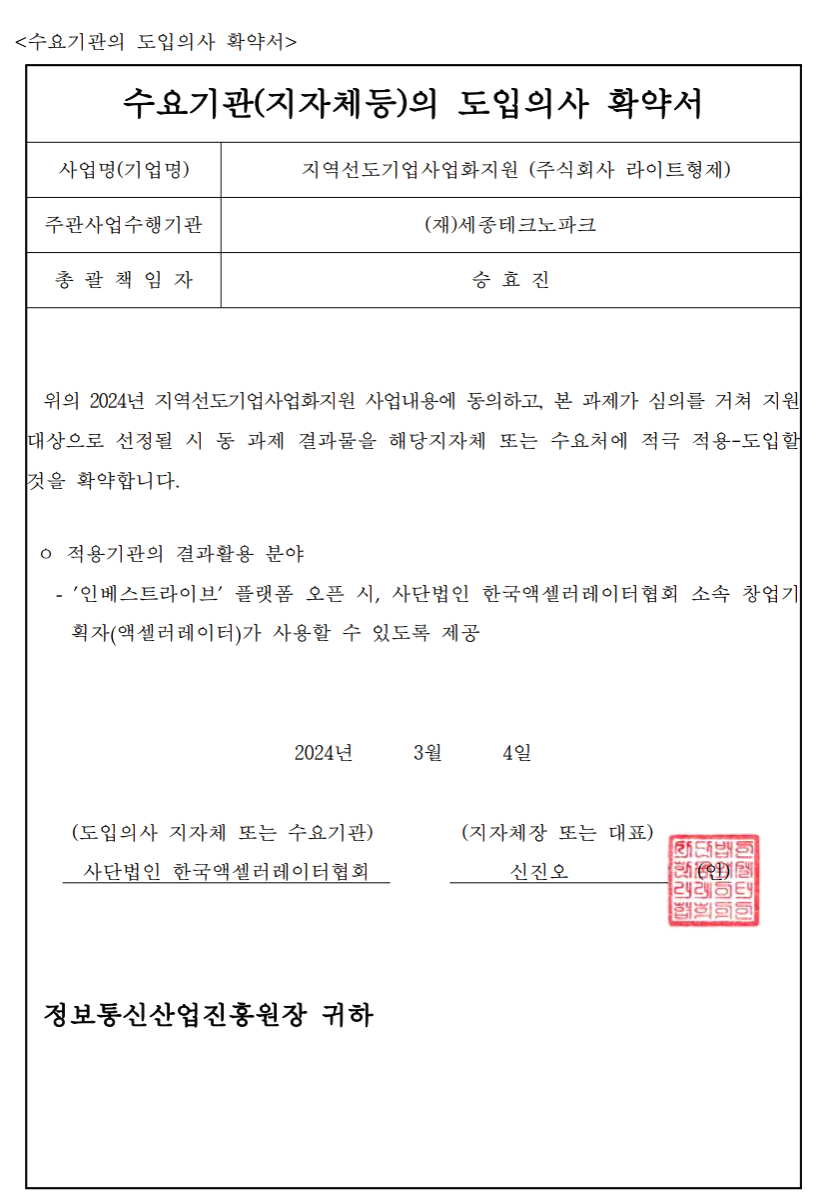 <수요기관의 도입의사 확약서>
수요기관(지자체등)의 도입의사 확약서
사업명(기업명) 지역선도기업사업화지원 (주식회사 라이트형제)
주관사업수행기관 (재)세종테크노파크
총 괄 책 임 자 승 효 진
위의 2024년 지역선도기업사업화지원 사업내용에 동의하고, 본 과제가 심의를 거쳐 지원
대상으로 선정될 시 동 과제 결과물을 해당지자체 또는 수요처에 적극 적용-도입할
것을 확약합니다.
ㅇ 적용기관의 결과활용 분야
- '인베스트라이브' 플랫폼 오픈 시, 사단법인 한국액셀러레이터협회 소속 창업기
획자(액셀러레이터)가 사용할 수 있도록 제공
2024년 3월 4일
(도입의사 지자체 또는 수요기관) (지자체장 또는 대표)
사단법인 한국액셀러레이터협회 신진오 (인)
정보통신산업진흥원장 귀하